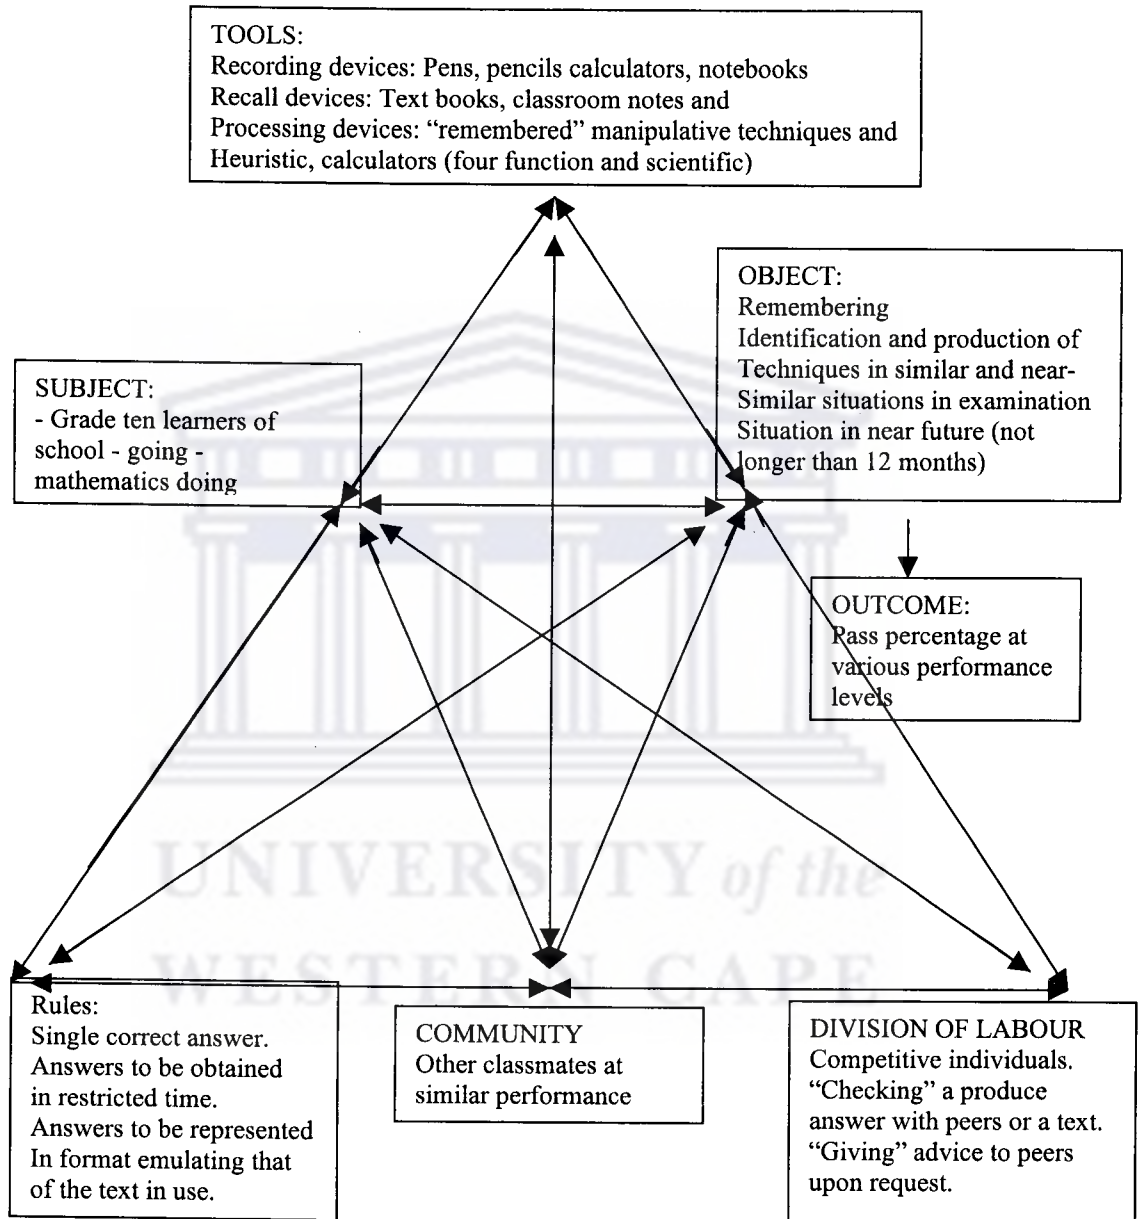 TOOLS:
Recording devices: Pens, pencils calculators, notebooks
Recall devices: Text books, classroom notes and
Processing devices: “remembered” manipulative techniques and
Heuristic, calculators (four function and scientific)
OBJECT:
Remembering
Identification and production of
Techniques in similar and near-
Similar situations in examination
Situation in near future (not
longer than 12 months)
SUBJECT:
- Grade ten learners of
school - going -
mathematics doing
OUTCOME:
Pass percentage at
various performance
levels
UNIVERSITY of the
WESTERN CAPE
Rules:
Single correct answer.
Answers to be obtained
in restricted time.
Answers to be represented
In format emulating that
of the text in use.
COMMUNITY
Other classmates at
similar performance
DIVISION OF LABOUR
Competitive individuals.
“Checking” a produce
answer with peers or a text.
“Giving” advice to peers
upon request.